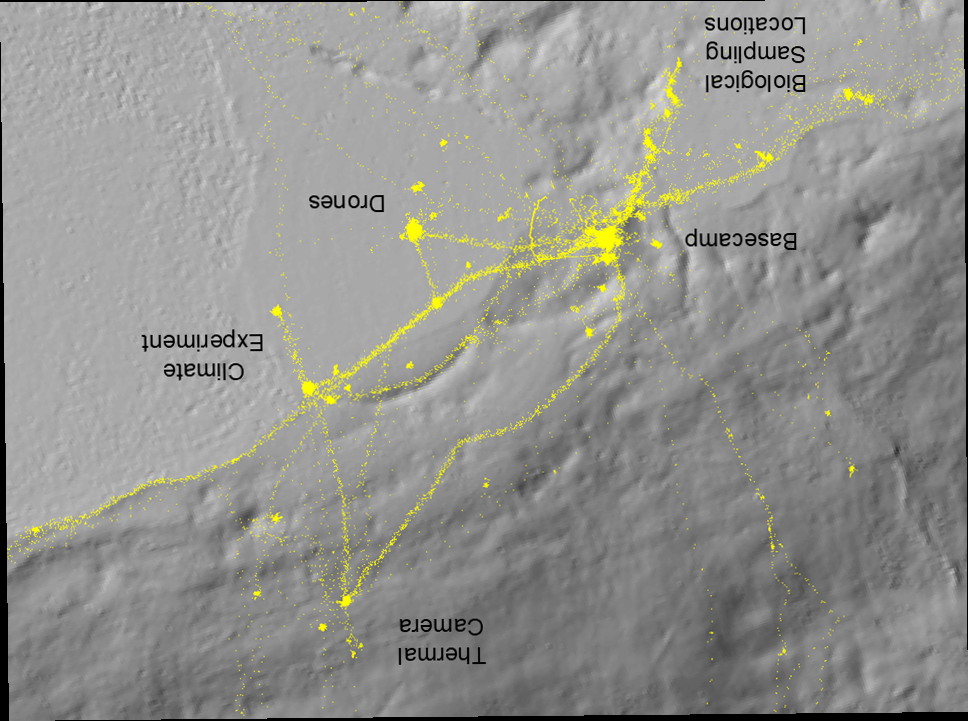 Thermal
Camera
Climate
Experiment
Basecamp
Drones
Biological
Sampling
Locations